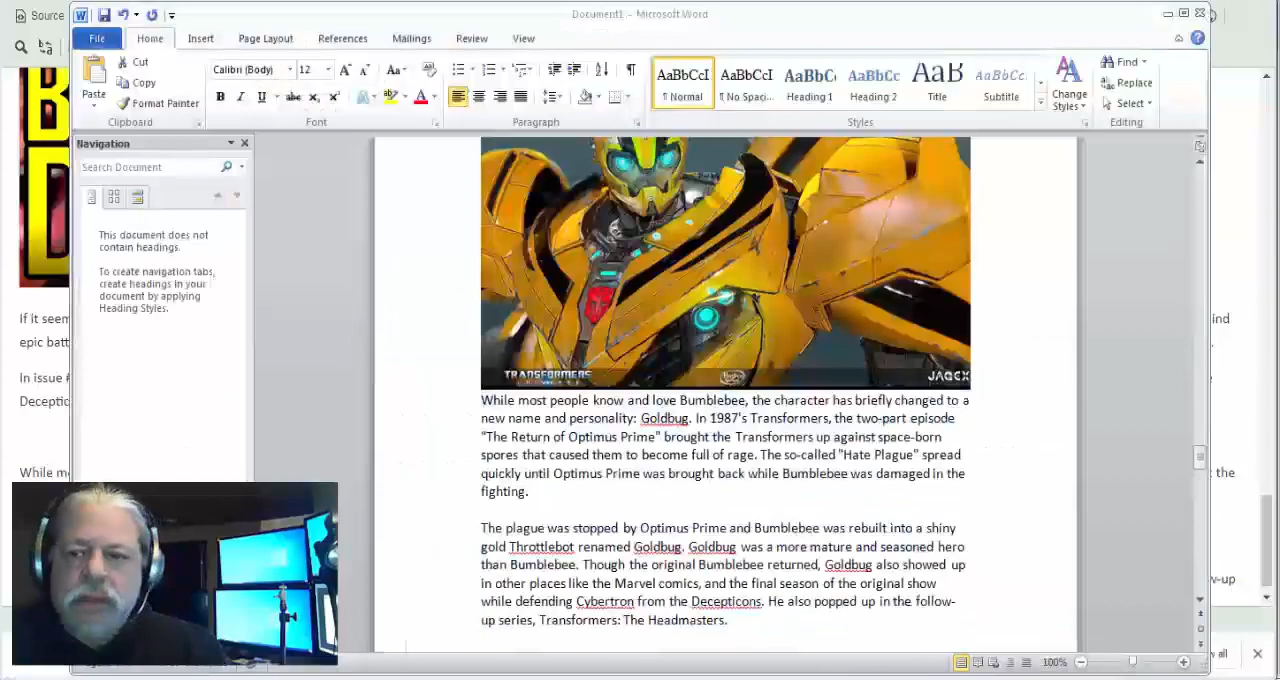 Source
Document1 - Microsoft Word
File
Home
Insert
Page Layout
References
Mailings
Review
View
Paste
Cut
Copy
Format Painter
Clipboard
Calibri (Body)
12
Font
Paragraph
AaBbCcI
¶ Normal
AaBbCcI
¶ No Spaci...
AaBbC
Heading 1
AaBbCc
Heading 2
AaB
Title
AaBbCc.
Subtitle
Change
Styles
Styles
Find
Replace
Select
Editing
Navigation
Search Document
This document does not
contain headings.
To create navigation tabs,
create headings in your
document by applying
Heading Styles.
If it seem
epic batt
In issue
Deceptic
While m
ind
the
w-up
all
TRANSFORMERS
Hasbro
JAGEX
While most people know and love Bumblebee, the character has briefly changed to a
new name and personality: Goldbug. In 1987's Transformers, the two-part episode
"The Return of Optimus Prime" brought the Transformers up against space-born
spores that caused them to become full of rage. The so-called "Hate Plague" spread
quickly until Optimus Prime was brought back while Bumblebee was damaged in the
fighting.
The plague was stopped by Optimus Prime and Bumblebee was rebuilt into a shiny
gold Throttlebot renamed Goldbug. Goldbug was a more mature and seasoned hero
than Bumblebee. Though the original Bumblebee returned, Goldbug also showed up
in other places like the Marvel comics, and the final season of the original show
while defending Cybertron from the Decepticons. He also popped up in the follow-
up series, Transformers: The Headmasters.
100%